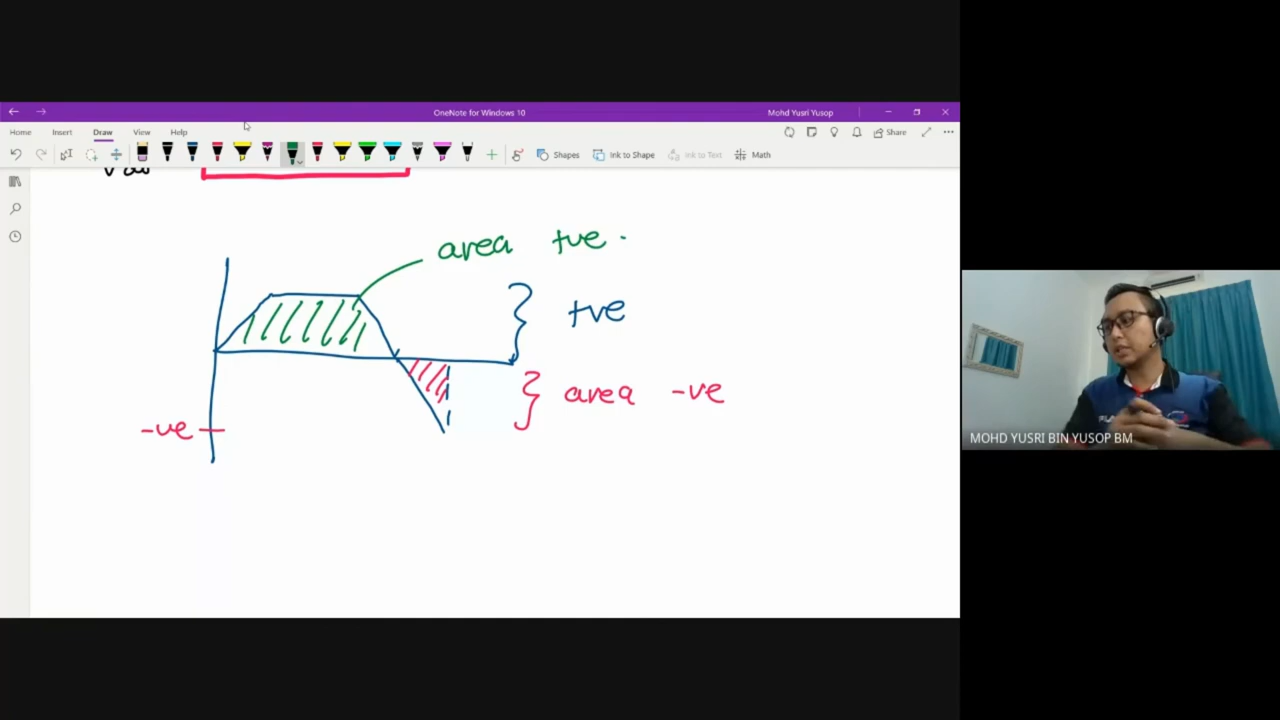 OneNote for Windows 10
Mohd Yusri Yusop
Home Insert Draw View Help
Share
Shapes Ink to Shape Ink to Text Math
area +ve.
+ve
area -ve
-ve
MOHD YUSRI BIN YUSOP BM